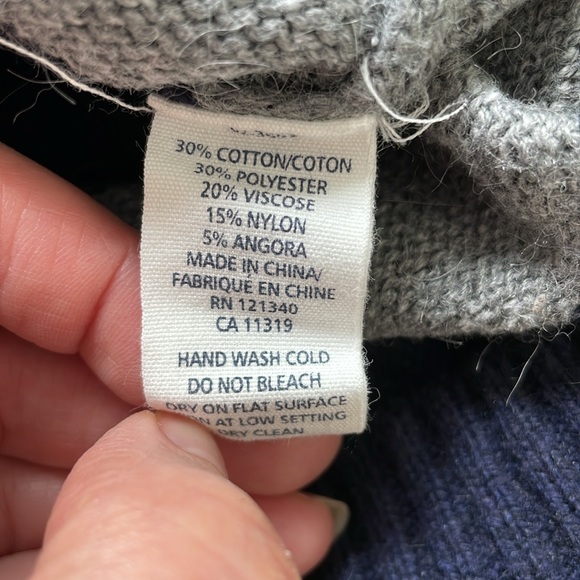 30% COTTON/COTON
30% POLYESTER
20% VISCOSE
15% NYLON
5% ANGORA
MADE IN CHINA/
FABRIQUÉ EN CHINE
RN 121340
CA 11319
HAND WASH COLD
DO NOT BLEACH
DRY ON FLAT SURFACE
AT LOW SETTING
DRY CLEAN